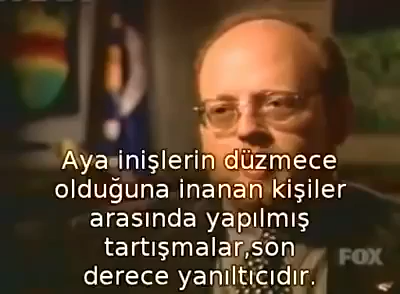 Aya inişlerin düzmece
olduğuna inanan kişiler
arasında yapılmış
tartışmalar,son
derece yanıltıcıdır.
FOX